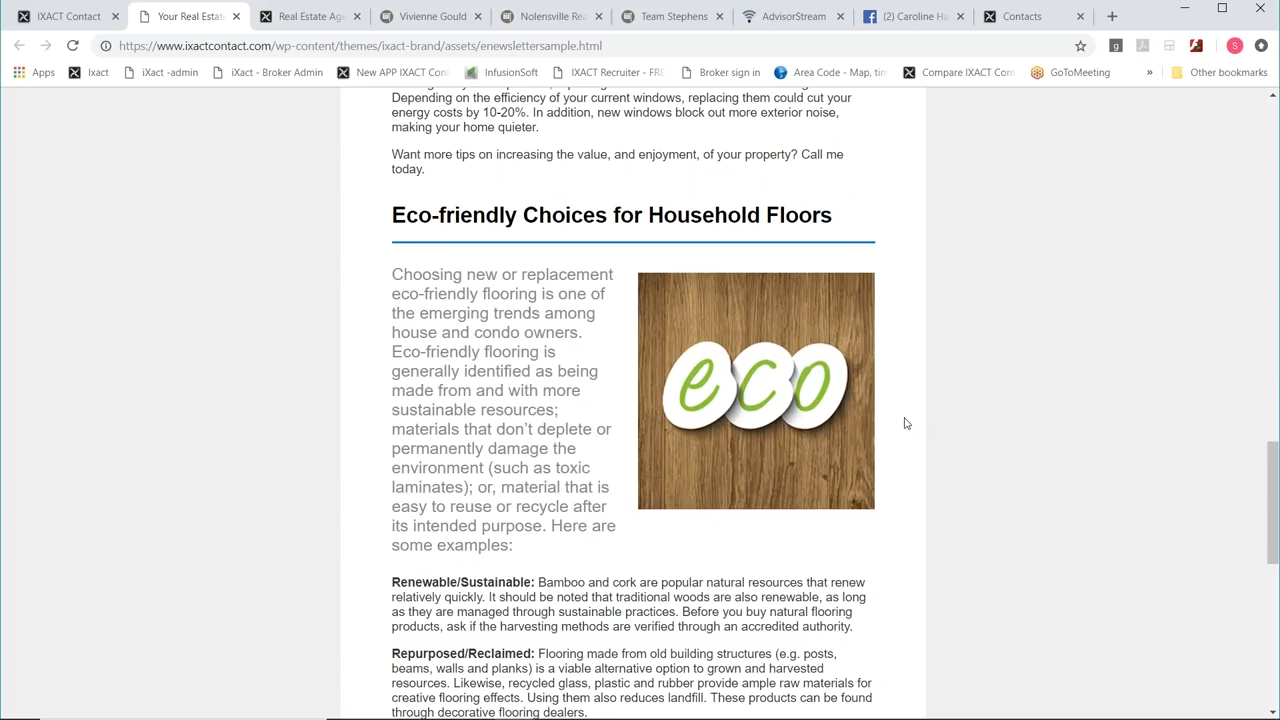 IXACT Contact
Your Real Estat
Real Estate Age
Vivienne Gould
Nolensville Rea
Team Stephens
AdvisorStream
(2) Caroline Ha
Contacts
https://www.ixactcontact.com/wp-content/themes/ixact-brand/assets/enewslettersample.html
Apps
Ixact
iXact -admin
iXact - Broker Admin
New APP IXACT Con
InfusionSoft
IXACT Recruiter - FRE
Broker sign in
Area Code - Map, tim
Compare IXACT Cont
GoToMeeting
»
Other bookmarks
Depending on the efficiency of your current windows, replacing them could cut your
energy costs by 10-20%. In addition, new windows block out more exterior noise,
making your home quieter.
Want more tips on increasing the value, and enjoyment, of your property? Call me
today.
Eco-friendly Choices for Household Floors
Choosing new or replacement
eco-friendly flooring is one of
the emerging trends among
house and condo owners.
Eco-friendly flooring is
generally identified as being
made from and with more
sustainable resources;
materials that don't deplete or
permanently damage the
environment (such as toxic
laminates); or, material that is
easy to reuse or recycle after
its intended purpose. Here are
some examples:
eco
Renewable/Sustainable: Bamboo and cork are popular natural resources that renew
relatively quickly. It should be noted that traditional woods are also renewable, as long
as they are managed through sustainable practices. Before you buy natural flooring
products, ask if the harvesting methods are verified through an accredited authority.
Repurposed/Reclaimed: Flooring made from old building structures (e.g. posts,
beams, walls and planks) is a viable alternative option to grown and harvested
resources. Likewise, recycled glass, plastic and rubber provide ample raw materials for
creative flooring effects. Using them also reduces landfill. These products can be found
through decorative flooring dealers.